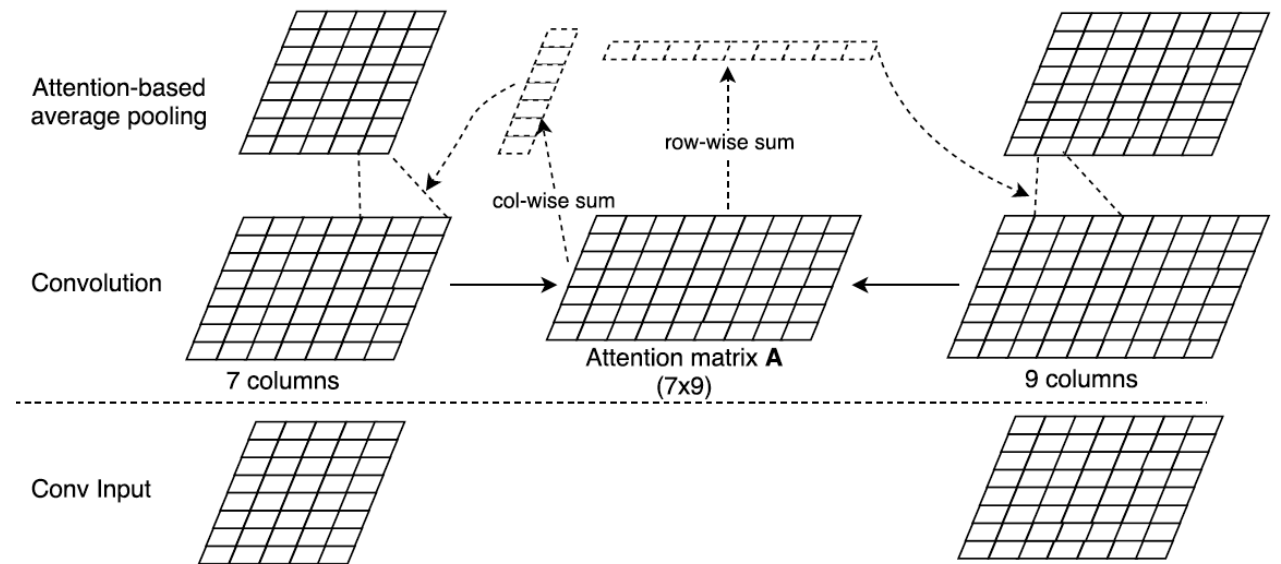 Attention-based
average pooling
row-wise sum
col-wise sum
Convolution
7 columns
Attention matrix A
(7x9)
9 columns
Conv Input